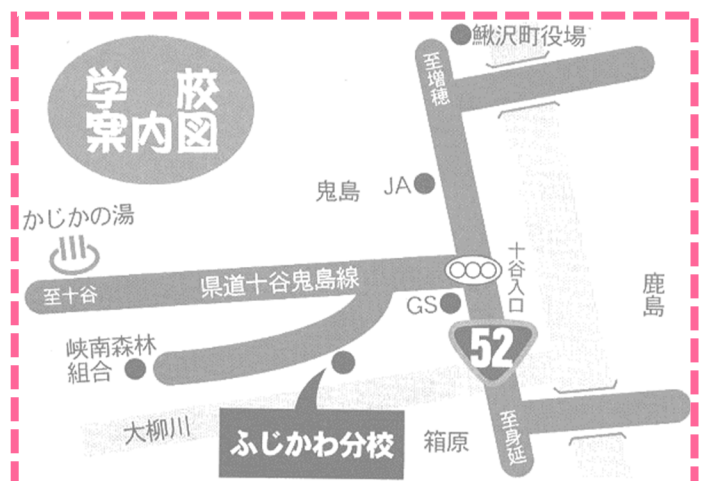 学 校
案内図
鰍沢町役場
至増穂
鬼島
JA
かじかの湯
至十谷
県道十谷鬼島線
十谷入口
鹿島
GS
52
峡南森林
組合
大柳川
ふじかわ分校
箱原
至身延